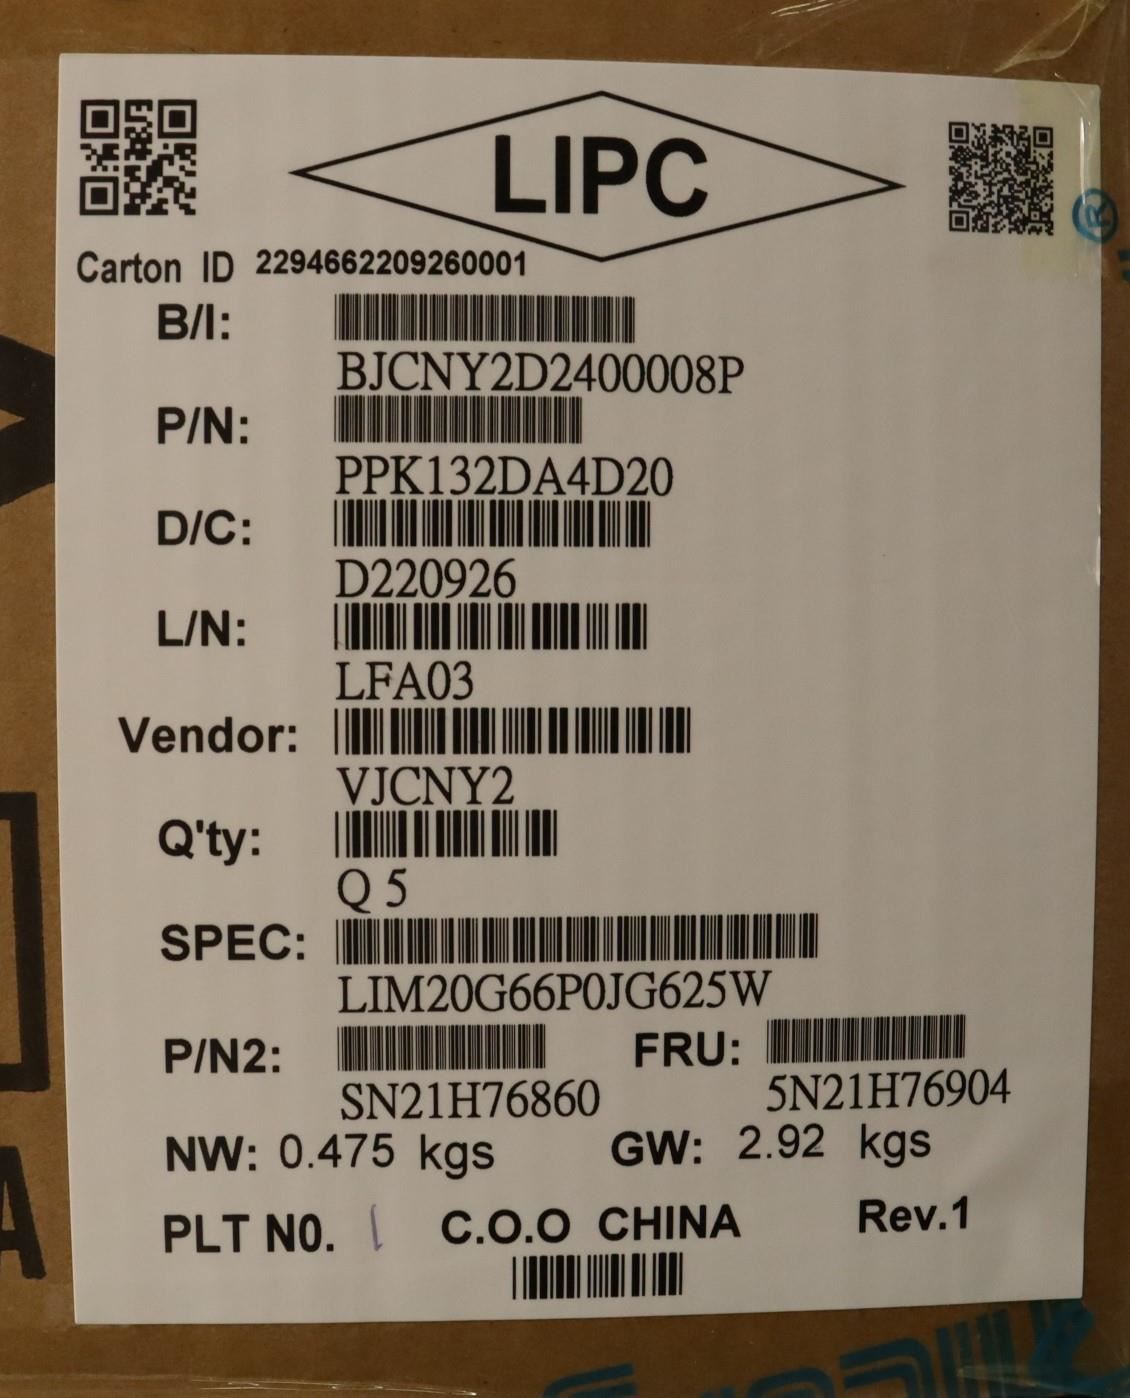 LIPC
Carton ID 2294662209260001
B/I:
BJCNY2D2400008P
P/N:
PPK132DA4D20
D/C:
D220926
L/N:
LFA03
Vendor:
VJCNY2
Q'ty:
Q 5
SPEC:
LIM20G66P0JG625W
P/N2: FRU:
SN21H76860 5N21H76904
NW: 0.475 kgs GW: 2.92 kgs
PLT N0. 1 C.O.O CHINA Rev.1
®
A